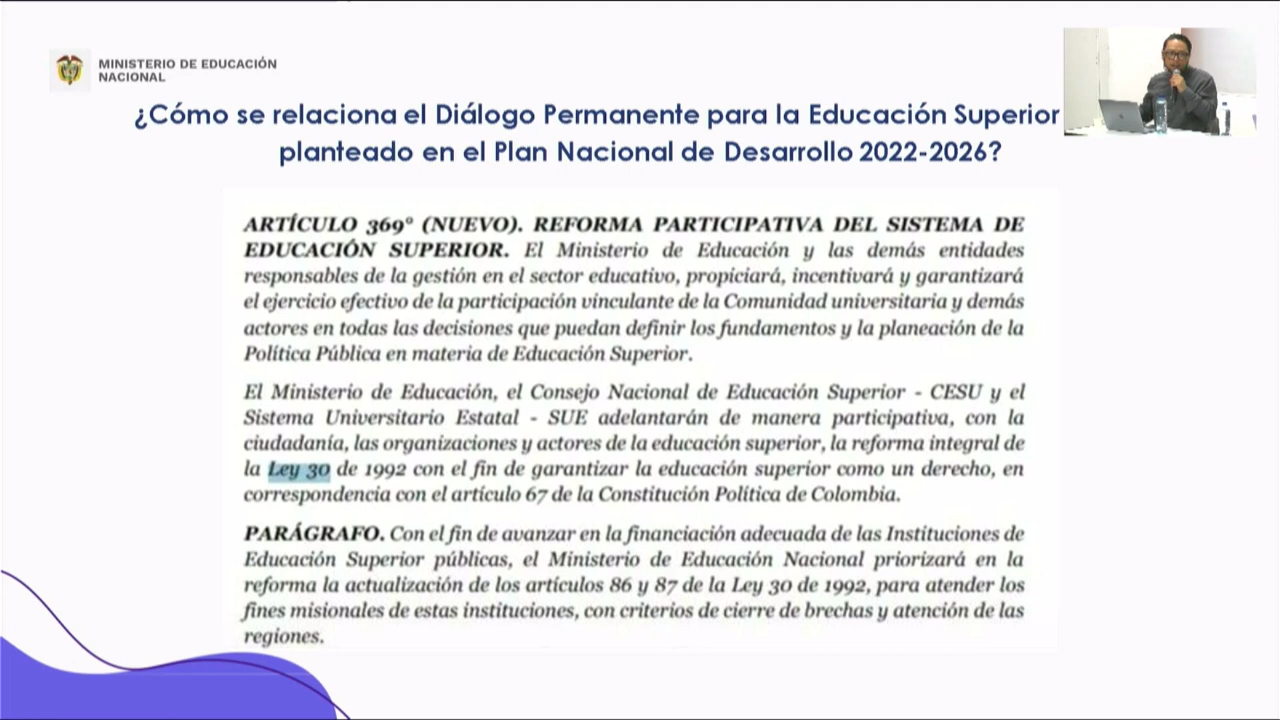 MINISTERIO DE EDUCACIÓN
NACIONAL
¿Cómo se relaciona el Diálogo Permanente para la Educación Superior
planteado en el Plan Nacional de Desarrollo 2022-2026?
ARTÍCULO 369° (NUEVO). REFORMA PARTICIPATIVA DEL SISTEMA DE
EDUCACIÓN SUPERIOR. El Ministerio de Educación y las demás entidades
responsables de la gestión en el sector educativo, propiciará, incentivará y garantizará
el ejercicio efectivo de la participación vinculante de la Comunidad universitaria y demás
actores en todas las decisiones que puedan definir los fundamentos y la planeación de la
Política Pública en materia de Educación Superior.
El Ministerio de Educación, el Consejo Nacional de Educación Superior - CESU y el
Sistema Universitario Estatal - SUE adelantarán de manera participativa, con la
ciudadanía, las organizaciones y actores de la educación superior, la reforma integral de
la Ley 30 de 1992 con el fin de garantizar la educación superior como un derecho, en
correspondencia con el artículo 67 de la Constitución Política de Colombia.
PARÁGRAFO. Con el fin de avanzar en la financiación adecuada de las Instituciones de
Educación Superior públicas, el Ministerio de Educación Nacional priorizará en la
reforma la actualización de los artículos 86 y 87 de la Ley 30 de 1992, para atender los
fines misionales de estas instituciones, con criterios de cierre de brechas y atención de las
regiones.